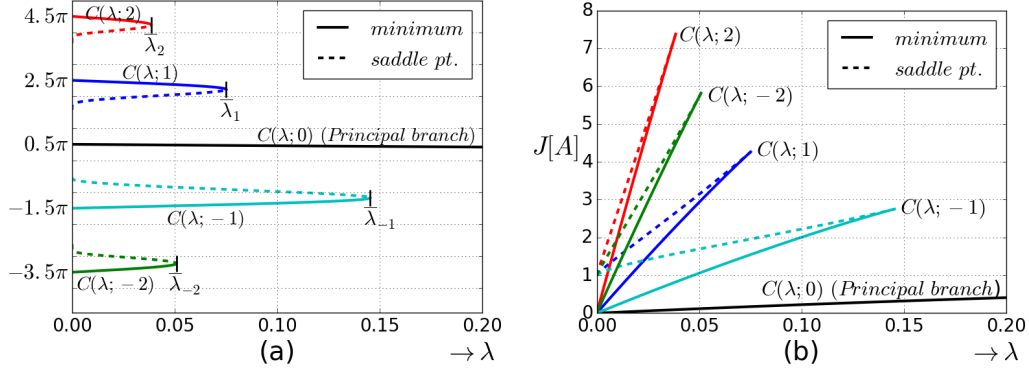 4.5π
2.5π
0.5π
−1.5π
−3.5π
C(λ; 2)
λ̄₂
C(λ; 1)
λ̄₁
C(λ; 0) (Principal branch)
C(λ; −1)
λ̄₋₁
C(λ; −2)
λ̄₋₂
minimum
saddle pt.
0.00 0.05 0.10 0.15 0.20
(a)
→ λ
8
7
6
5
4
3
2
1
0
J[A]
C(λ; 2)
C(λ; −2)
C(λ; 1)
C(λ; −1)
C(λ; 0) (Principal branch)
minimum
saddle pt.
0.00 0.05 0.10 0.15 0.20
(b)
→ λ